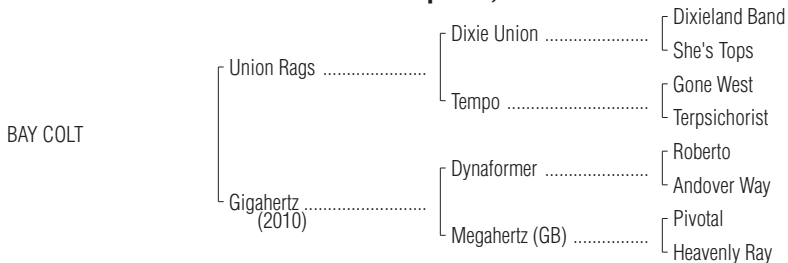 Dixieland Band
Dixie Union ......................
She's Tops
Union Rags ......................
Gone West
Tempo ..............................
Terpsichorist
BAY COLT
Roberto
Dynaformer ......................
Andover Way
Gigahertz ..........................
(2010)
Pivotal
Megahertz (GB) ................
Heavenly Ray